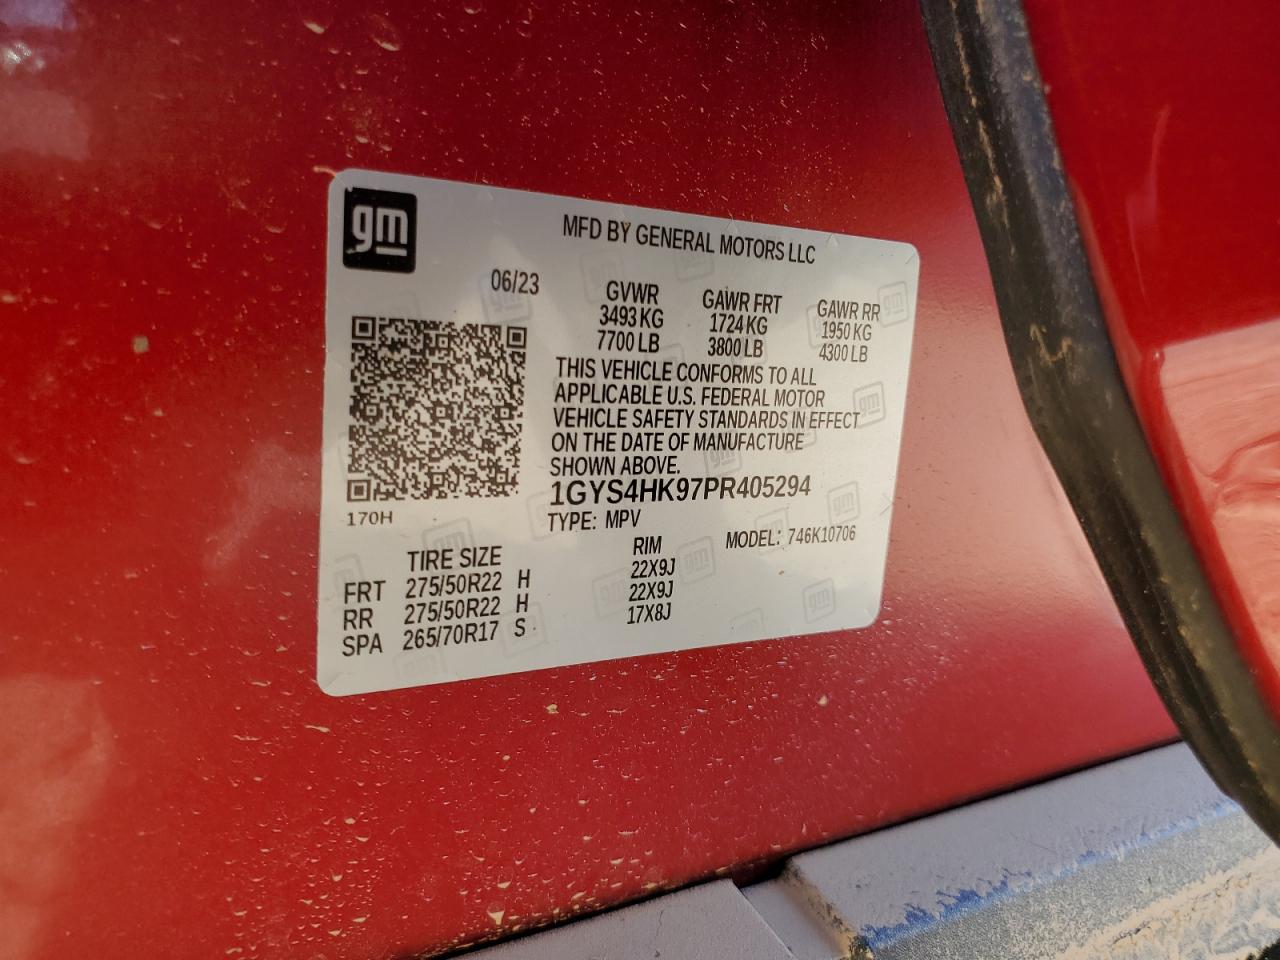 gm
MFD BY GENERAL MOTORS LLC
06/23
GVWR GAWR FRT GAWR RR
3493 KG 1724 KG 1950 KG
7700 LB 3800 LB 4300 LB
THIS VEHICLE CONFORMS TO ALL
APPLICABLE U.S. FEDERAL MOTOR
VEHICLE SAFETY STANDARDS IN EFFECT
ON THE DATE OF MANUFACTURE
SHOWN ABOVE.
1GYS4HK97PR405294
170H
TYPE: MPV MODEL: 746K10706
TIRE SIZE RIM
FRT 275/50R22 H 22X9J
RR 275/50R22 H 22X9J
SPA 265/70R17 S 17X8J